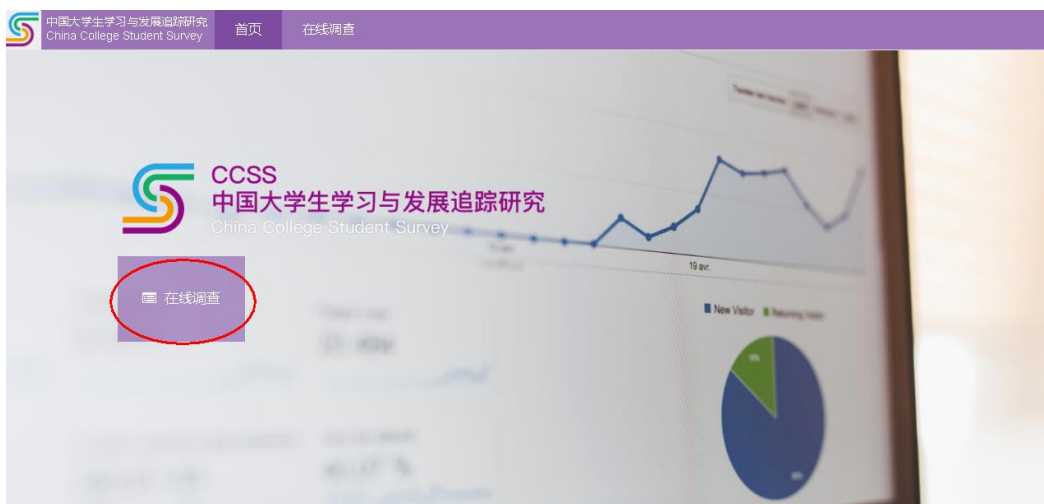 中国大学生学习与发展追踪研究
China College Student Survey
首页
在线调查
CCSS
中国大学生学习与发展追踪研究
China College Student Survey
19 avr.
New Visitor
Returning Visitor
在线调查